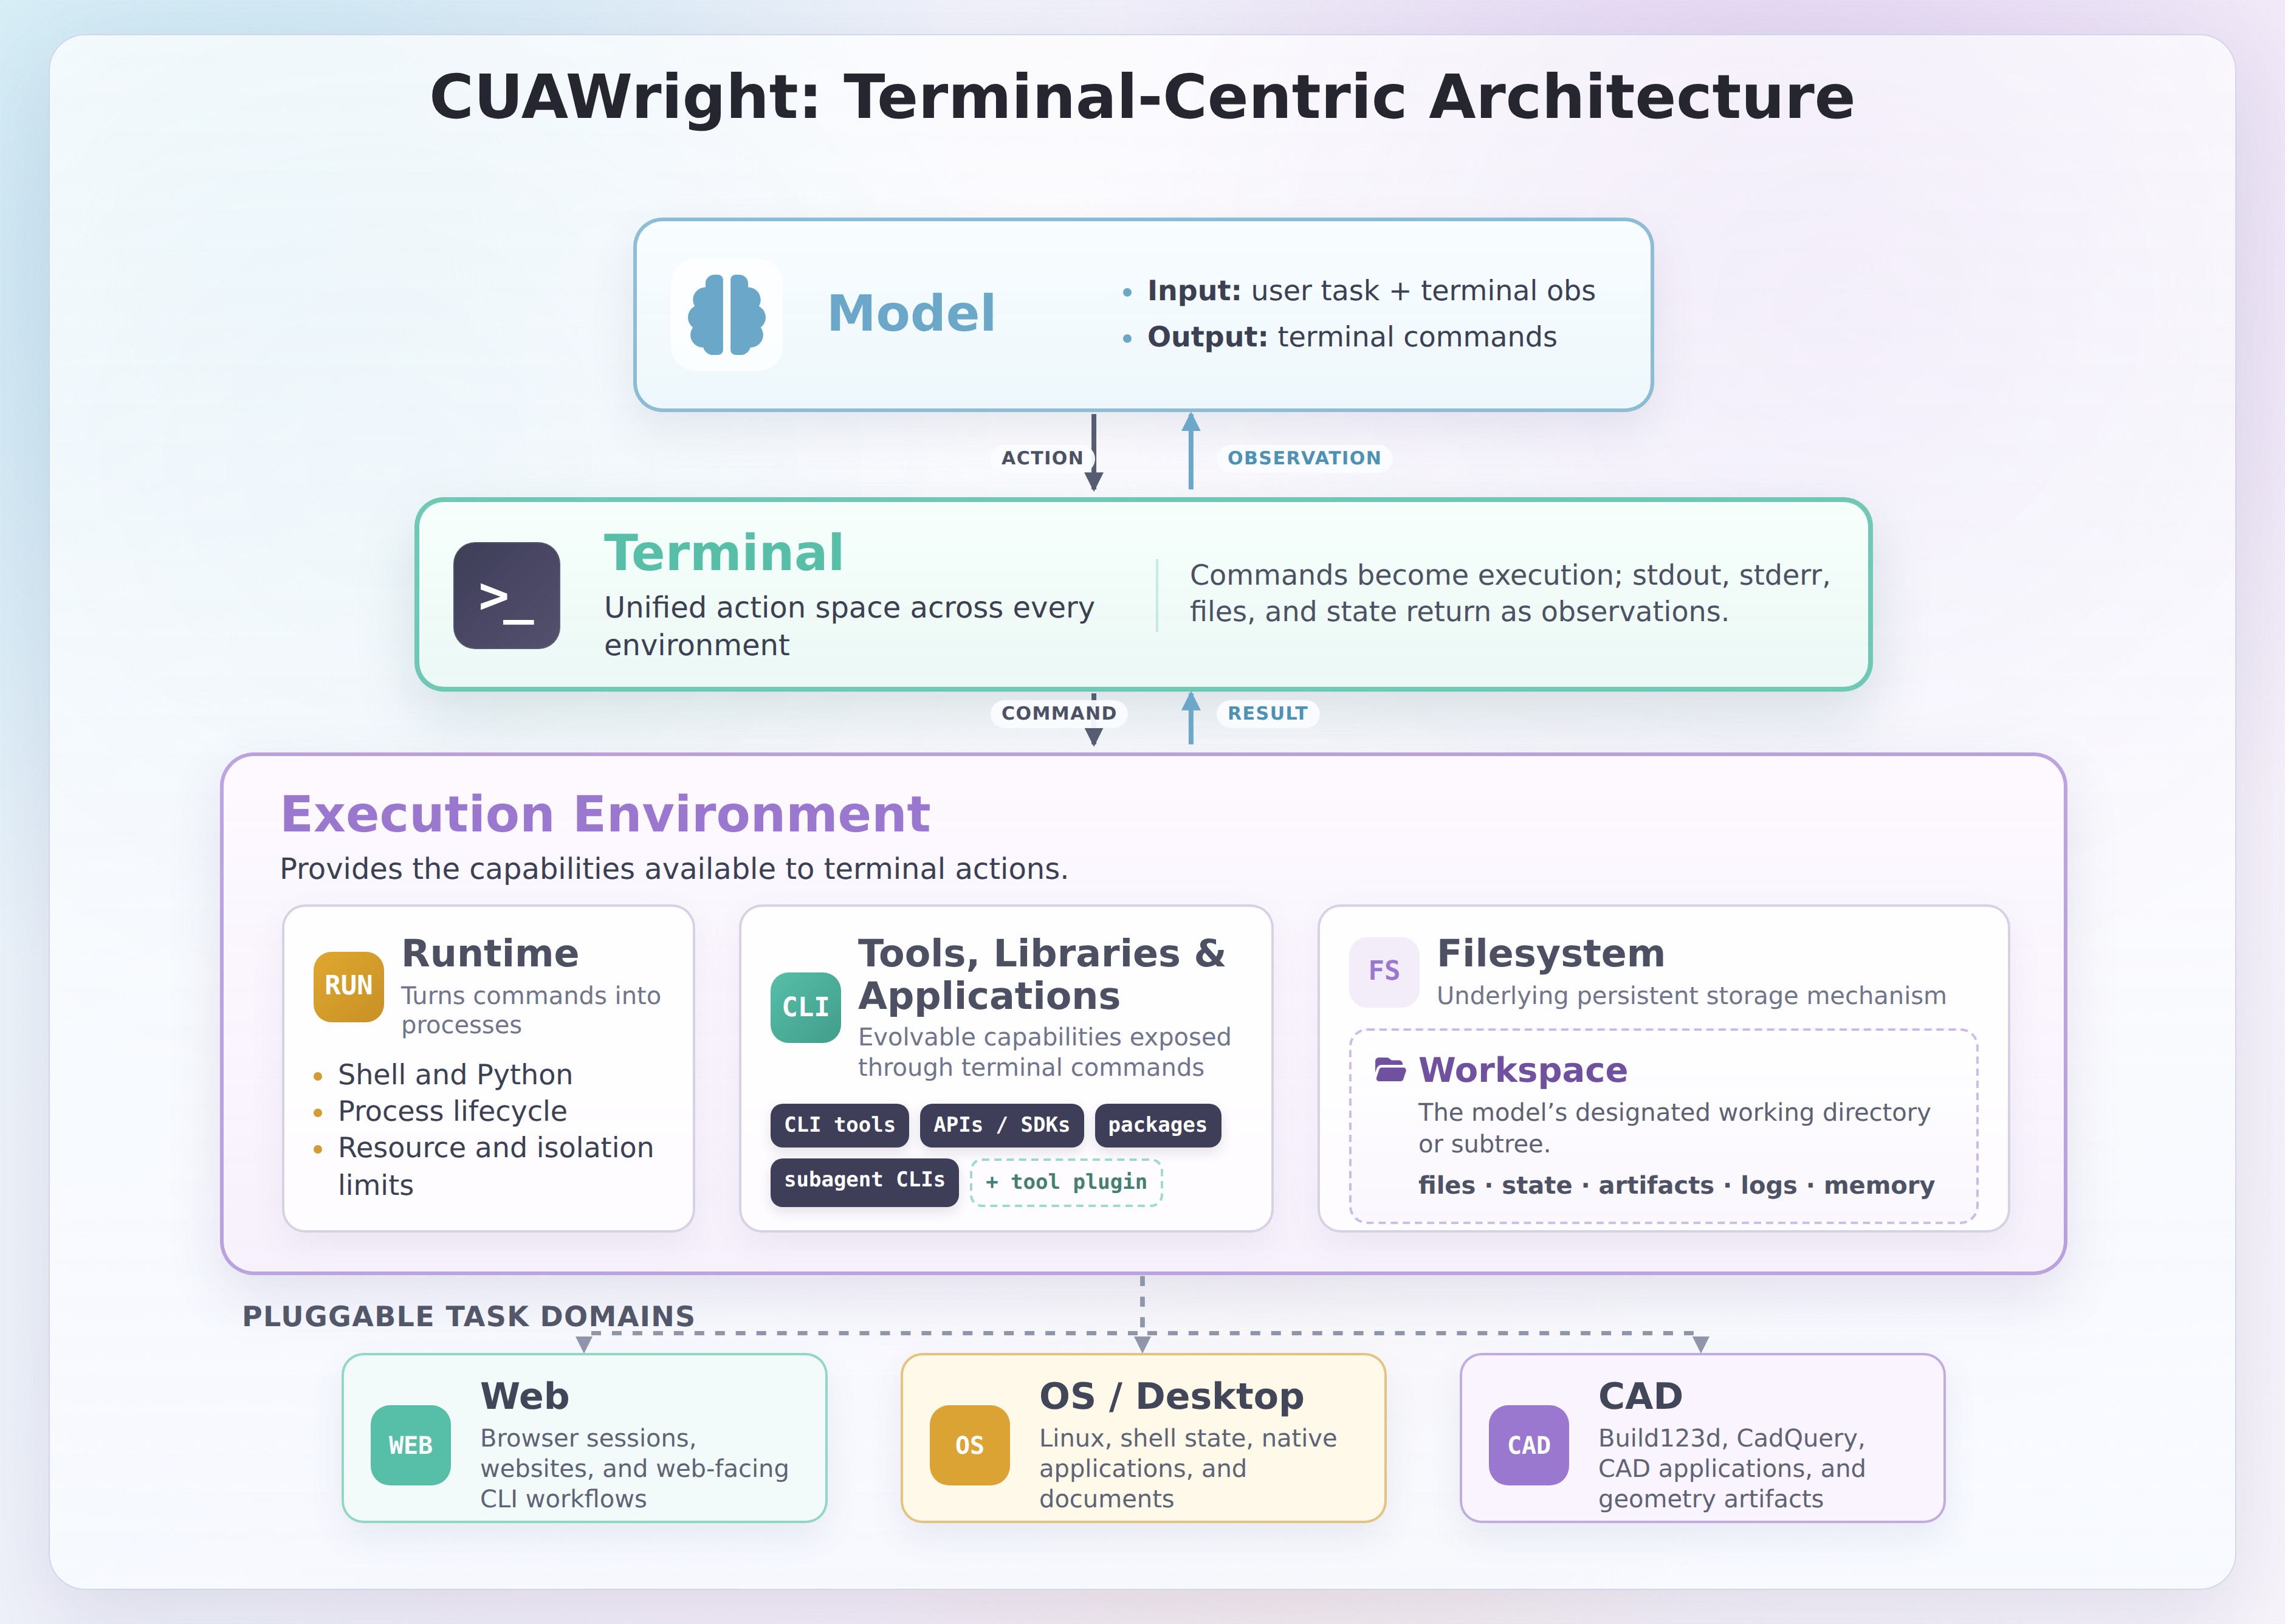 CUAWright: Terminal-Centric Architecture
Model
• Input: user task + terminal obs
• Output: terminal commands
ACTION
OBSERVATION
>_
Terminal
Unified action space across every
environment
Commands become execution; stdout, stderr,
files, and state return as observations.
COMMAND
RESULT
Execution Environment
Provides the capabilities available to terminal actions.
RUN
Runtime
Turns commands into
processes
• Shell and Python
• Process lifecycle
• Resource and isolation
limits
CLI
Tools, Libraries &
Applications
Evolvable capabilities exposed
through terminal commands
CLI tools
APIs / SDKs
packages
subagent CLIs
+ tool plugin
FS
Filesystem
Underlying persistent storage mechanism
Workspace
The model’s designated working directory
or subtree.
files · state · artifacts · logs · memory
PLUGGABLE TASK DOMAINS
WEB
Web
Browser sessions,
websites, and web-facing
CLI workflows
OS
OS / Desktop
Linux, shell state, native
applications, and
documents
CAD
CAD
Build123d, CadQuery,
CAD applications, and
geometry artifacts